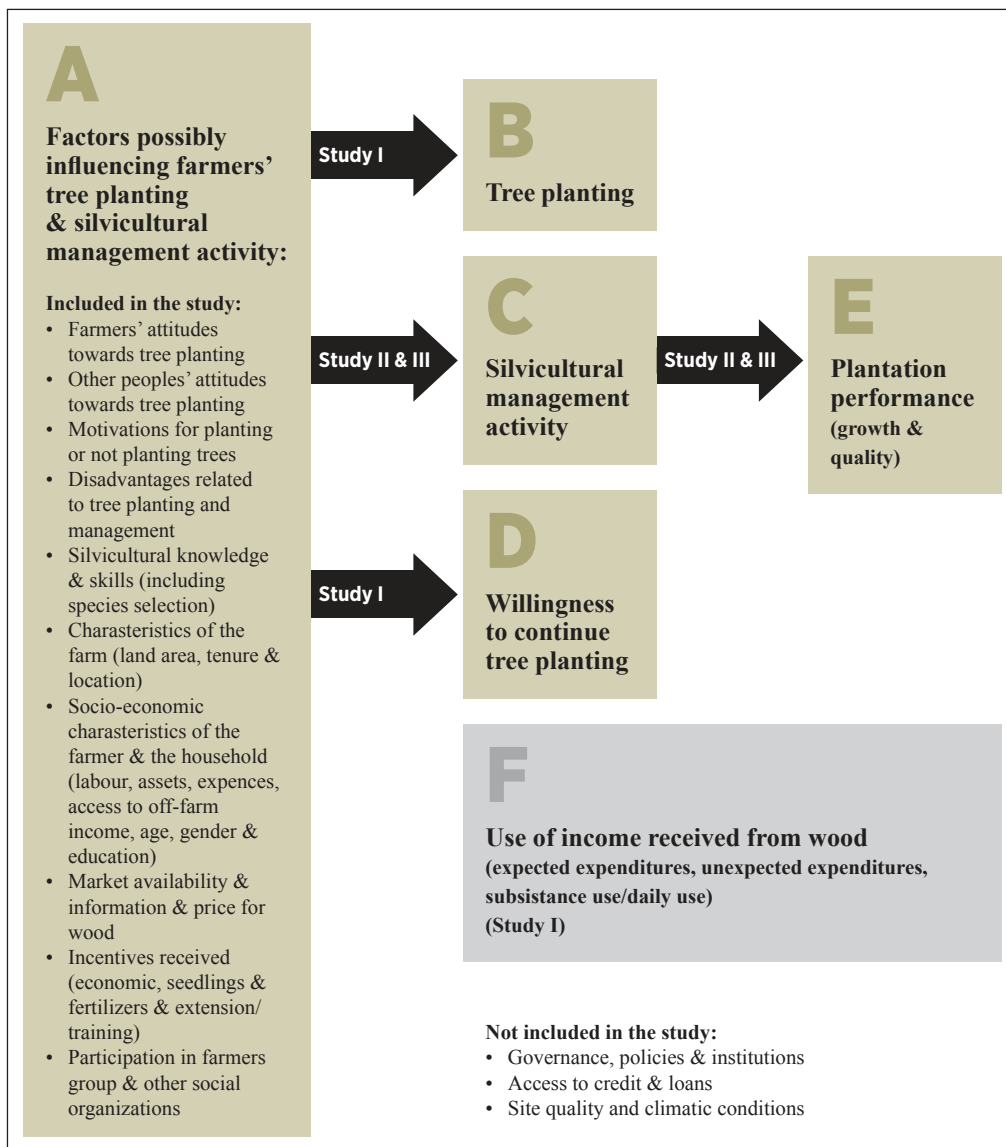 A
Factors possibly
influencing farmers’
tree planting
& silvicultural
management activity:
Included in the study:
• Farmers’ attitudes
towards tree planting
• Other peoples’ attitudes
towards tree planting
• Motivations for planting
or not planting trees
• Disadvantages related
to tree planting and
management
• Silvicultural knowledge
& skills (including
species selection)
• Charasteristics of the
farm (land area, tenure &
location)
• Socio-economic
charasteristics of the
farmer & the household
(labour, assets, expences,
access to off-farm
income, age, gender &
education)
• Market availability &
information & price for
wood
• Incentives received
(economic, seedlings &
fertilizers & extension/
training)
• Participation in farmers
group & other social
organizations
Study I
B
Tree planting
Study II & III
C
Silvicultural
management
activity
Study II & III
E
Plantation
performance
(growth &
quality)
Study I
D
Willingness
to continue
tree planting
F
Use of income received from wood
(expected expenditures, unexpected expenditures,
subsistance use/daily use)
(Study I)
Not included in the study:
• Governance, policies & institutions
• Access to credit & loans
• Site quality and climatic conditions